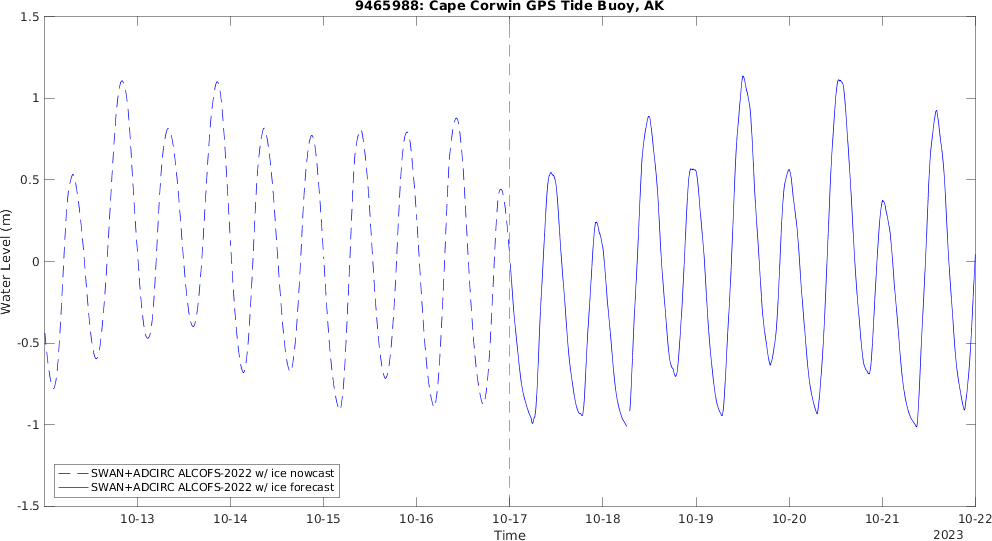 9465988: Cape Corwin GPS Tide Buoy, AK
1.5
1
0.5
0
-0.5
-1
-1.5
Water Level (m)
SWAN+ADCIRC ALCOFS-2022 w/ ice nowcast
SWAN+ADCIRC ALCOFS-2022 w/ ice forecast
10-13 10-14 10-15 10-16 10-17 10-18 10-19 10-20 10-21 10-22
Time
2023